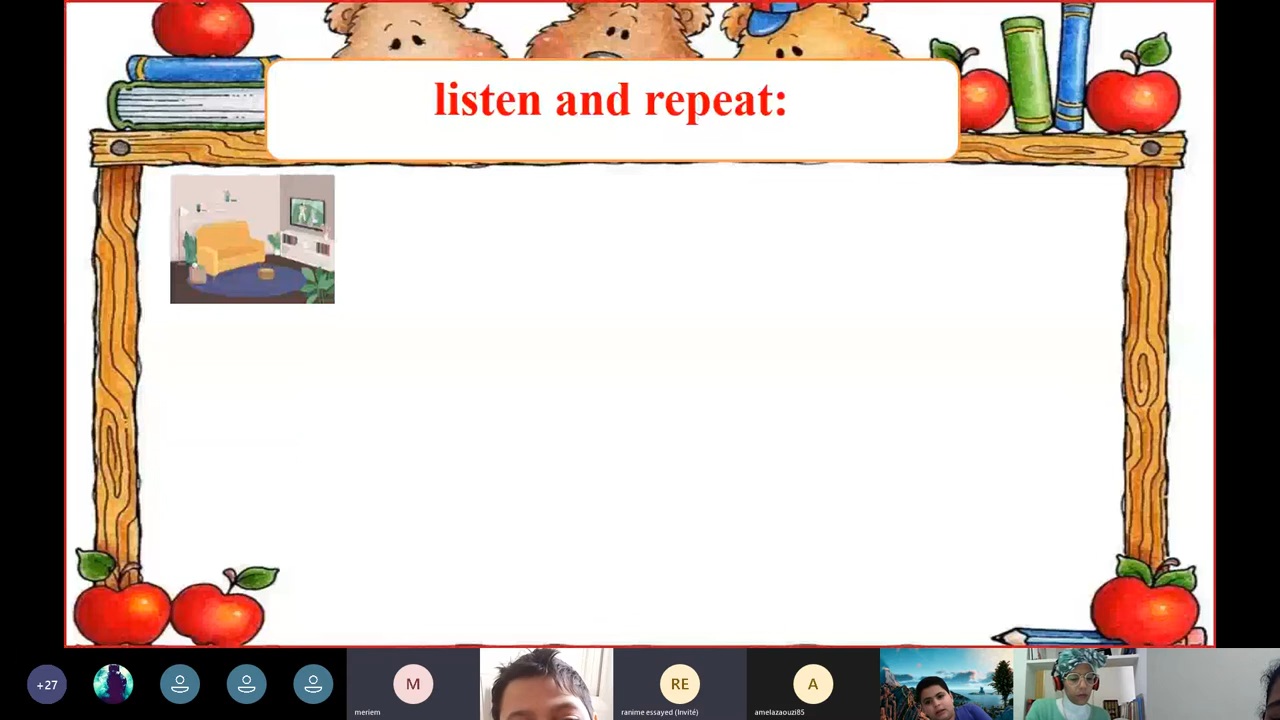 listen and repeat:
+27
M
meriem
RE
ranime essayed (Invité)
A
amelazaouzi85